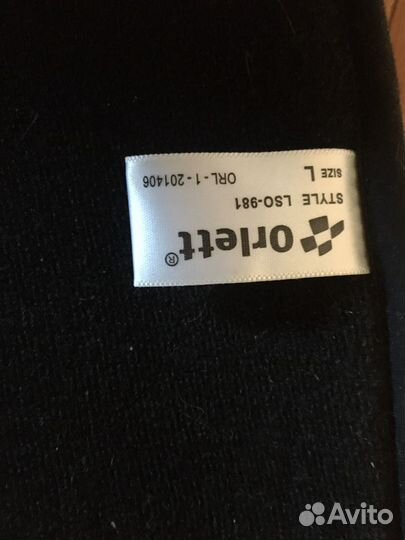 Orlett®
STYLE LSO-981
SIZE L
ORL - 1 - 201406
Avito